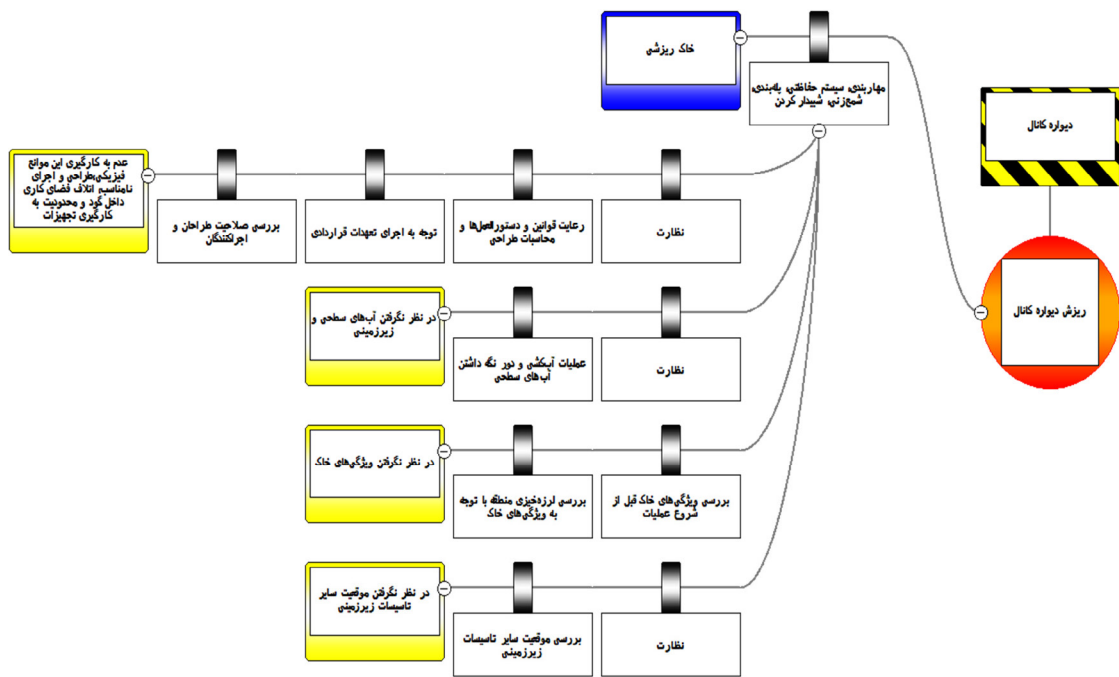 خاک ریزشی
مهاربندی، سیستم حفاظتی، پله‌بندی،
شمع‌زنی، شیبدار کردن
دیواره کانال
ریزش دیواره کانال
عدم به کارگیری این موانع
فیزیکی،طراحی و اجرای
نامناسب، اتلاف فضای کاری
داخل گود و محدودیت به
کارگیری تجهیزات
بررسی صلاحیت طراحان و
اجراکنندگان
توجه به اجرای تعهدات قراردادی
رعایت قوانین و دستورالعمل‌ها و
محاسبات طراحی
نظارت
در نظر نگرفتن آب‌های سطحی و
زیرزمینی
عملیات آبکشی و دور نگه داشتن
آب‌های سطحی
نظارت
در نظر نگرفتن ویژگی‌های خاک
بررسی لرزه‌خیزی منطقه با توجه
به ویژگی‌های خاک
بررسی ویژگی‌های خاک قبل از
شروع عملیات
در نظر نگرفتن موقعیت سایر
تاسیسات زیرزمینی
بررسی موقعیت سایر تاسیسات
زیرزمینی
نظارت